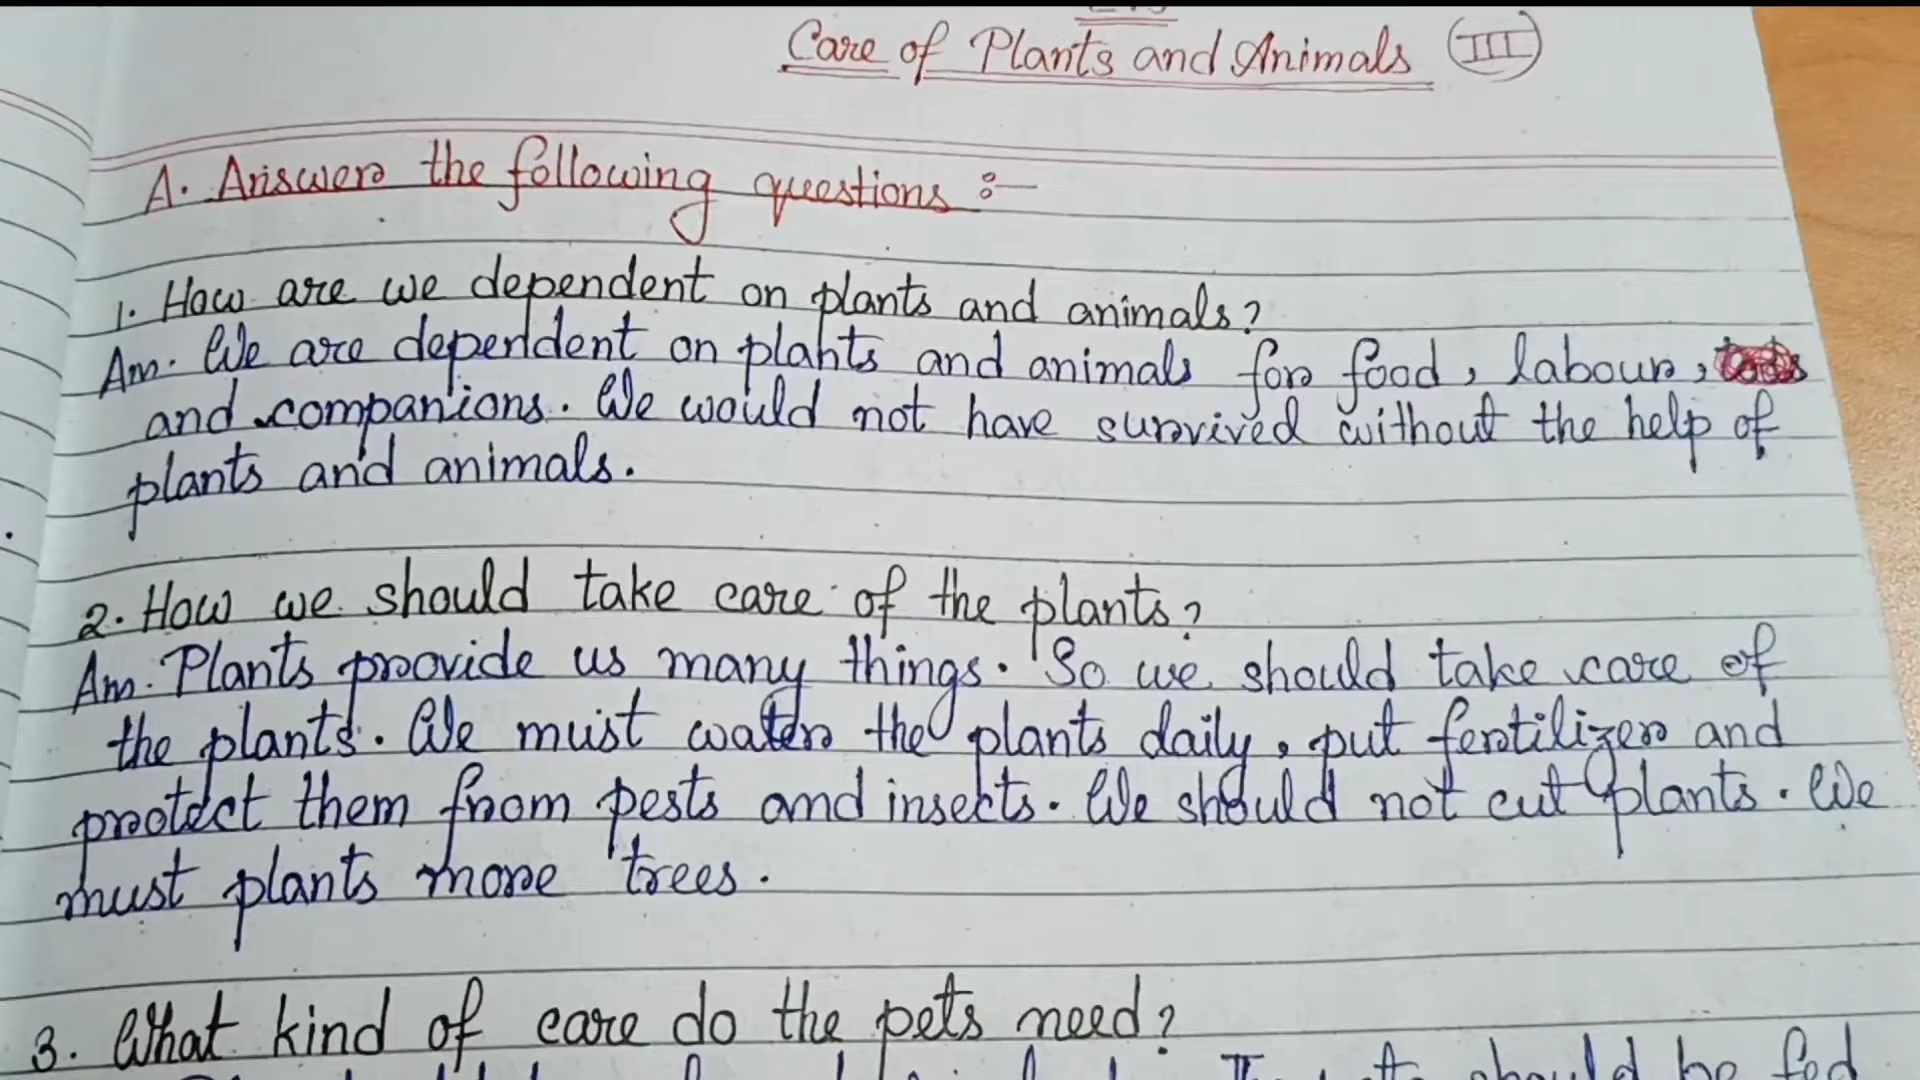 Care of Plants and Animals III
A. Answer the following questions :-
1. How are we dependent on plants and animals?
Ans. We are dependent on plants and animals for food, labour,
and companions. We would not have survived without the help of
plants and animals.
2. How we should take care of the plants?
Ans. Plants provide us many things. So we should take care of
the plants. We must water the plants daily, put fertilizer and
protect them from pests and insects. We should not cut plants. We
must plants more trees.
3. What kind of care do the pets need?
should be fed